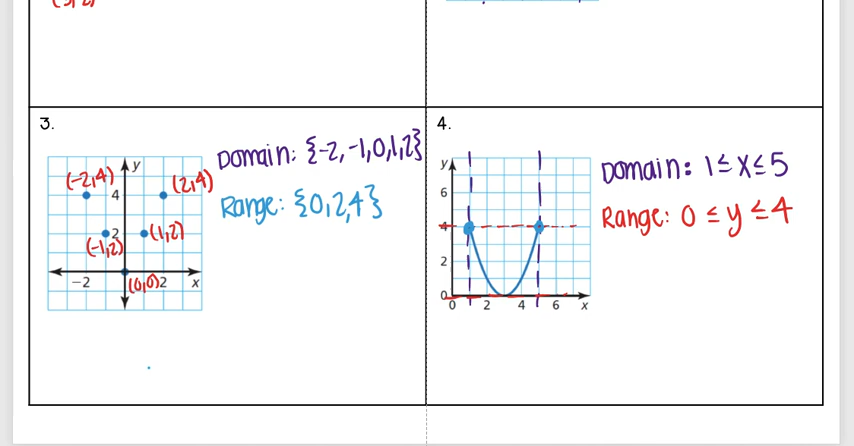 3.
Domain: {-2,-1,0,1,2}
Range: {0,2,4}
y
(-2,4)
(2,4)
4
2
(-1,2)
(1,2)
-2
(0,0)
2
x
4.
Domain: 1≤x≤5
Range: 0≤y≤4
y
6
4
2
0
0
2
4
6
x